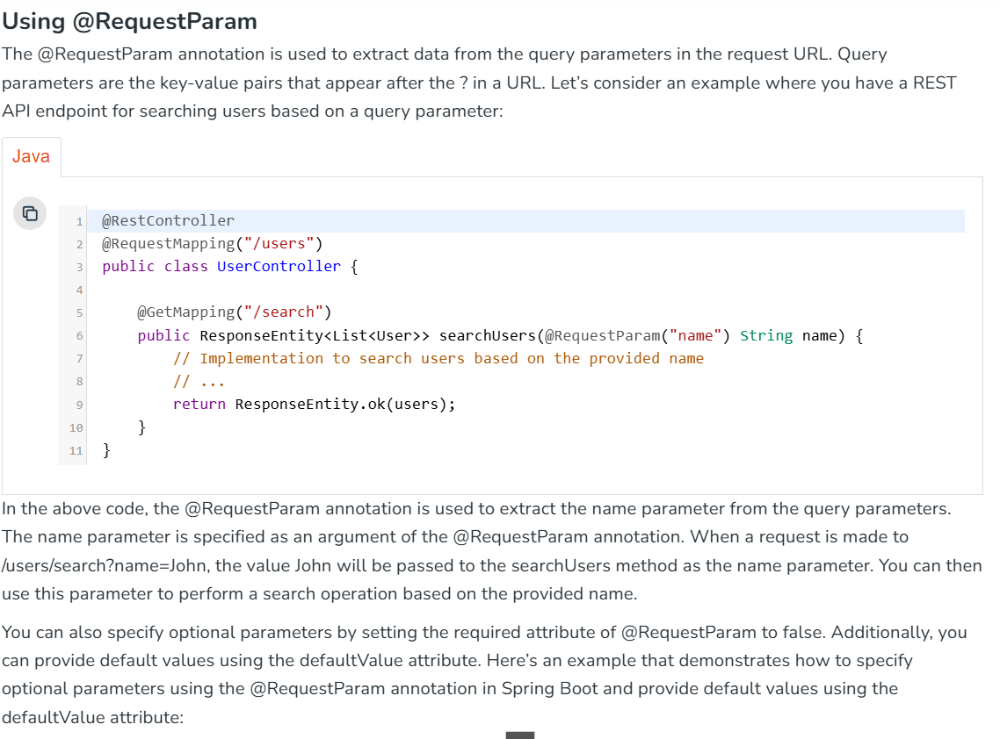 Using @RequestParam
The @RequestParam annotation is used to extract data from the query parameters in the request URL. Query
parameters are the key-value pairs that appear after the ? in a URL. Let’s consider an example where you have a REST
API endpoint for searching users based on a query parameter:
Java
1 @RestController
2 @RequestMapping("/users")
3 public class UserController {
4
5     @GetMapping("/search")
6     public ResponseEntity<List<User>> searchUsers(@RequestParam("name") String name) {
7         // Implementation to search users based on the provided name
8         // ...
9         return ResponseEntity.ok(users);
10     }
11 }
In the above code, the @RequestParam annotation is used to extract the name parameter from the query parameters.
The name parameter is specified as an argument of the @RequestParam annotation. When a request is made to
/users/search?name=John, the value John will be passed to the searchUsers method as the name parameter. You can then
use this parameter to perform a search operation based on the provided name.
You can also specify optional parameters by setting the required attribute of @RequestParam to false. Additionally, you
can provide default values using the defaultValue attribute. Here’s an example that demonstrates how to specify
optional parameters using the @RequestParam annotation in Spring Boot and provide default values using the
defaultValue attribute: